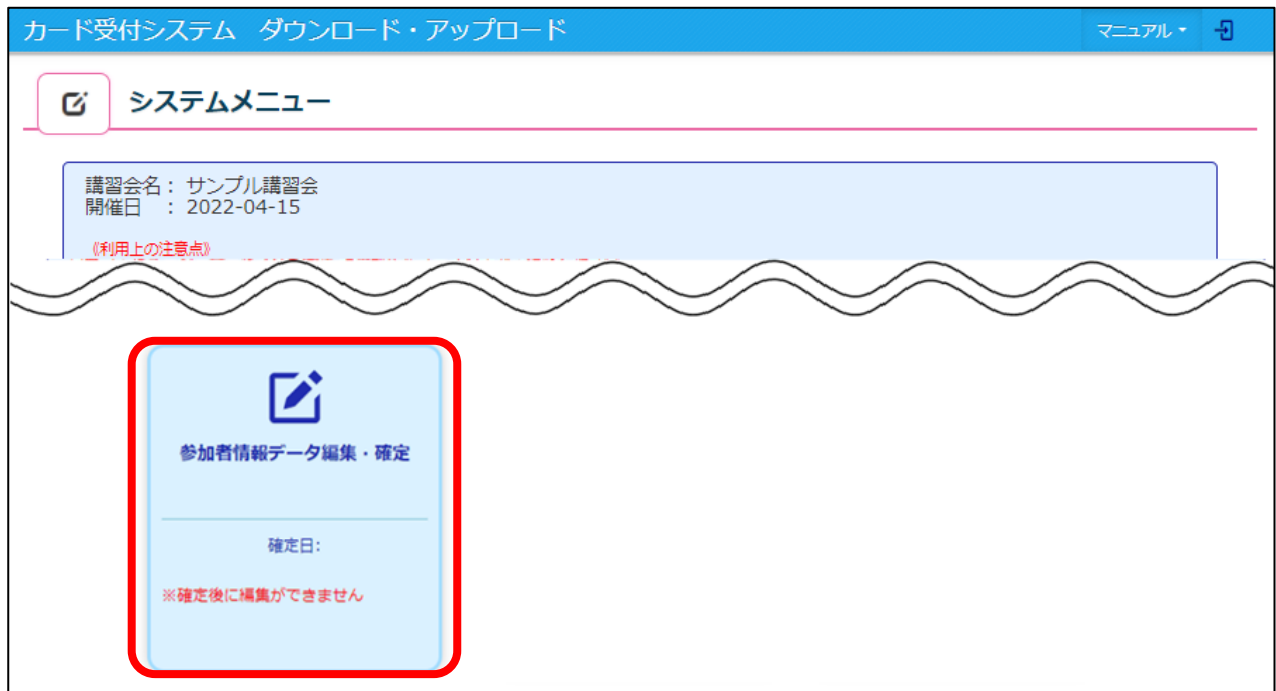 カード受付システム　ダウンロード・アップロード
マニュアル
システムメニュー
講習会名： サンプル講習会
開催日　： 2022-04-15
《利用上の注意点》
参加者情報データ編集・確定
確定日：
※確定後に編集ができません